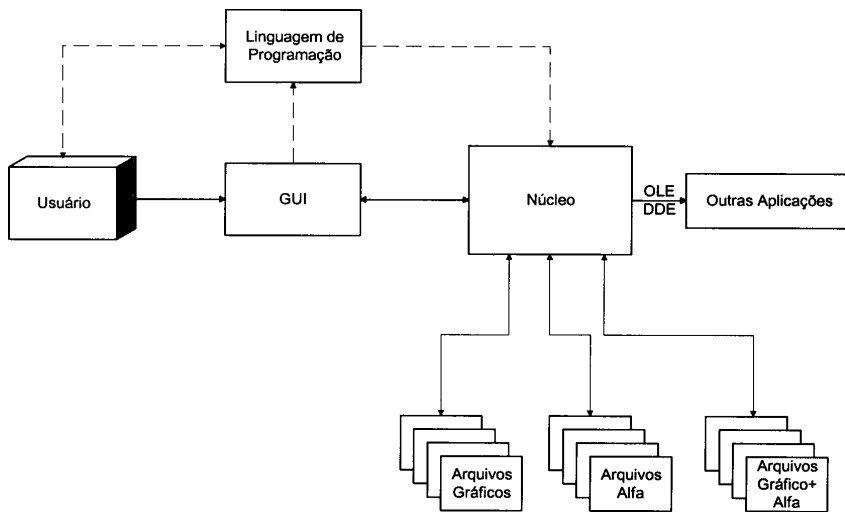 Linguagem de
Programação
Usuário
GUI
Núcleo
OLE
DDE
Outras Aplicações
Arquivos
Gráficos
Arquivos
Alfa
Arquivos
Gráfico+
Alfa